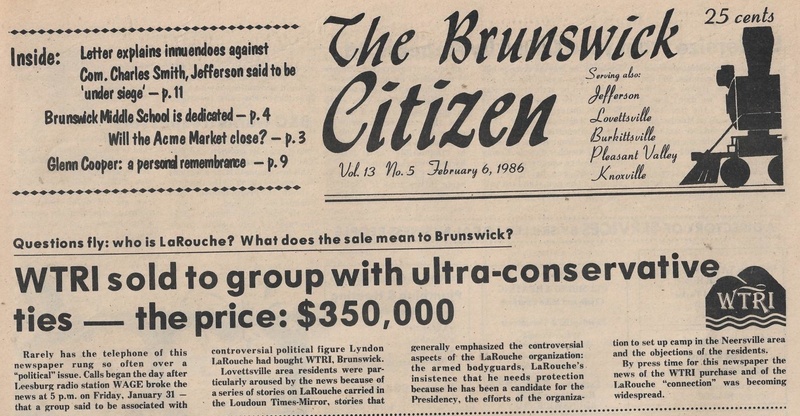 Inside:
Letter explains innuendoes against
Com. Charles Smith, Jefferson said to be
'under siege' — p. 11
Brunswick Middle School is dedicated — p. 4
Will the Acme Market close? — p. 3
Glenn Cooper: a personal remembrance — p. 9
The Brunswick
Citizen
Vol. 13 No. 5 February 6, 1986
25 cents
Serving also:
Jefferson
Lovettsville
Burkittsville
Pleasant Valley
Knoxville
Questions fly: who is LaRouche? What does the sale mean to Brunswick?
WTRI sold to group with ultra-conservative
ties — the price: $350,000
WTRI
Rarely has the telephone of this
newspaper rung so often over a
"political" issue. Calls began the day after
Leesburg radio station WAGE broke the
news at 5 p.m. on Friday, January 31 —
that a group said to be associated with
controversial political figure Lyndon
LaRouche had bought WTRI, Brunswick.
Lovettsville area residents were par-
ticularly aroused by the news because of
a series of stories on LaRouche carried in
the Loudoun Times-Mirror, stories that
generally emphasized the controversial
aspects of the LaRouche organization:
the armed bodyguards, LaRouche's
insistence that he needs protection
because he has been a candidate for the
Presidency, the efforts of the organiza-
tion to set up camp in the Neersville area
and the objections of the residents.
By press time for this newspaper the
news of the WTRI purchase and of the
LaRouche "connection" was becoming
widespread.